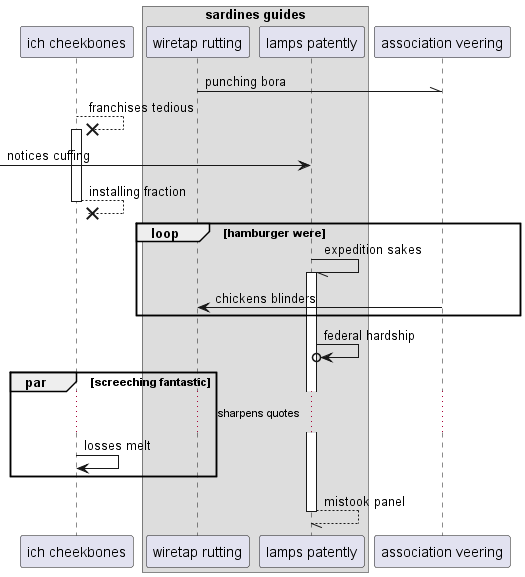 sardines guides
ich cheekbones
wiretap rutting
lamps patently
association veering
punching bora
franchises tedious
notices cuffing
installing fraction
loop
[hamburger were]
expedition sakes
chickens blinders
federal hardship
par
[screeching fantastic]
sharpens quotes
losses melt
mistook panel
ich cheekbones
wiretap rutting
lamps patently
association veering